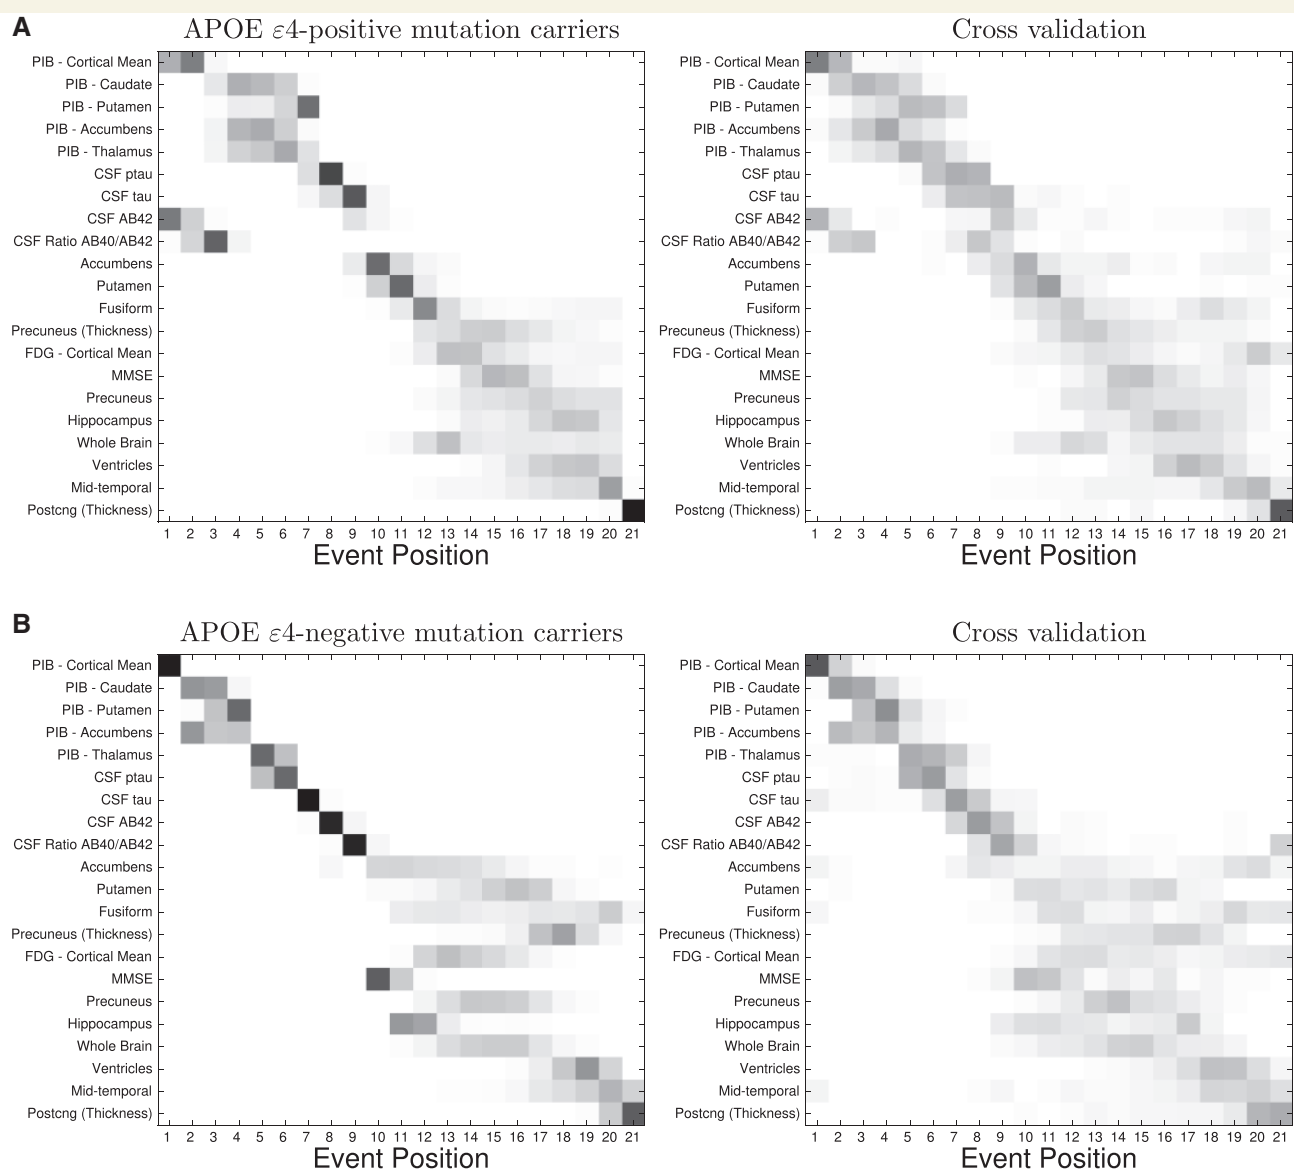 A
APOE ε4-positive mutation carriers
PIB - Cortical Mean
PIB - Caudate
PIB - Putamen
PIB - Accumbens
PIB - Thalamus
CSF ptau
CSF tau
CSF AB42
CSF Ratio AB40/AB42
Accumbens
Putamen
Fusiform
Precuneus (Thickness)
FDG - Cortical Mean
MMSE
Precuneus
Hippocampus
Whole Brain
Ventricles
Mid-temporal
Postcng (Thickness)
1 2 3 4 5 6 7 8 9 10 11 12 13 14 15 16 17 18 19 20 21
Event Position
Cross validation
PIB - Cortical Mean
PIB - Caudate
PIB - Putamen
PIB - Accumbens
PIB - Thalamus
CSF ptau
CSF tau
CSF AB42
CSF Ratio AB40/AB42
Accumbens
Putamen
Fusiform
Precuneus (Thickness)
FDG - Cortical Mean
MMSE
Precuneus
Hippocampus
Whole Brain
Ventricles
Mid-temporal
Postcng (Thickness)
1 2 3 4 5 6 7 8 9 10 11 12 13 14 15 16 17 18 19 20 21
Event Position
B
APOE ε4-negative mutation carriers
PIB - Cortical Mean
PIB - Caudate
PIB - Putamen
PIB - Accumbens
PIB - Thalamus
CSF ptau
CSF tau
CSF AB42
CSF Ratio AB40/AB42
Accumbens
Putamen
Fusiform
Precuneus (Thickness)
FDG - Cortical Mean
MMSE
Precuneus
Hippocampus
Whole Brain
Ventricles
Mid-temporal
Postcng (Thickness)
1 2 3 4 5 6 7 8 9 10 11 12 13 14 15 16 17 18 19 20 21
Event Position
Cross validation
PIB - Cortical Mean
PIB - Caudate
PIB - Putamen
PIB - Accumbens
PIB - Thalamus
CSF ptau
CSF tau
CSF AB42
CSF Ratio AB40/AB42
Accumbens
Putamen
Fusiform
Precuneus (Thickness)
FDG - Cortical Mean
MMSE
Precuneus
Hippocampus
Whole Brain
Ventricles
Mid-temporal
Postcng (Thickness)
1 2 3 4 5 6 7 8 9 10 11 12 13 14 15 16 17 18 19 20 21
Event Position